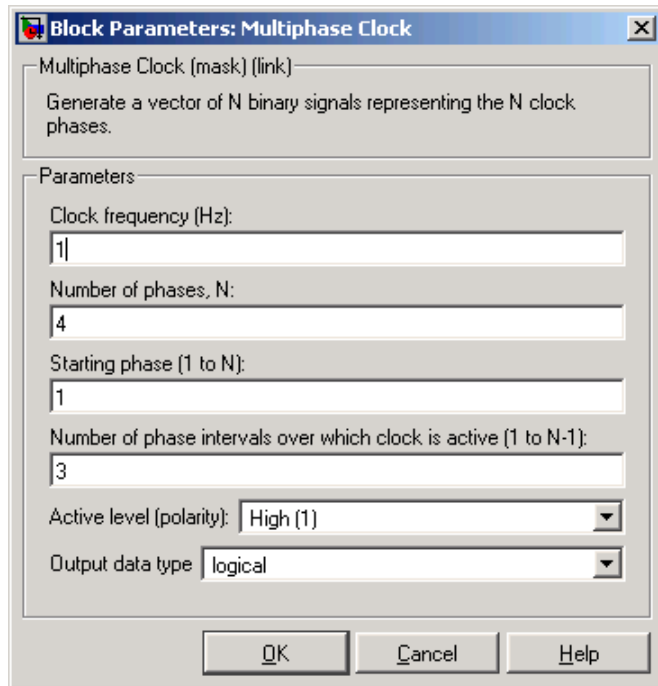 Block Parameters: Multiphase Clock
Multiphase Clock (mask) (link)
Generate a vector of N binary signals representing the N clock
phases.
Parameters
Clock frequency (Hz):
1
Number of phases, N:
4
Starting phase (1 to N):
1
Number of phase intervals over which clock is active (1 to N-1):
3
Active level (polarity): High (1)
Output data type logical
OK Cancel Help